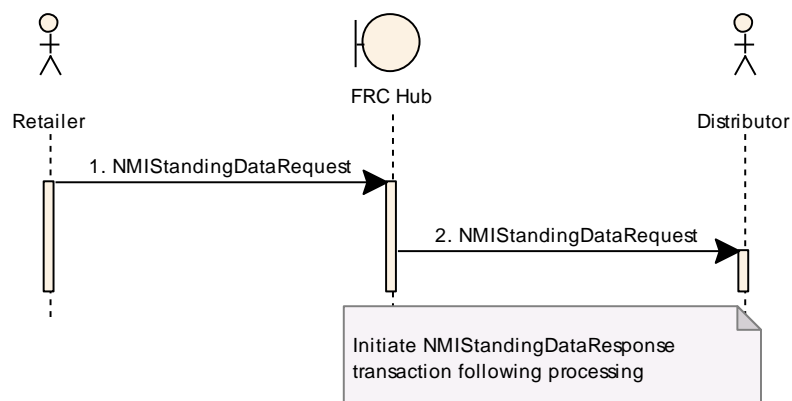 FRC Hub
Retailer
Distributor
1. NMIStandingDataRequest
2. NMIStandingDataRequest
Initiate NMIStandingDataResponse
transaction following processing